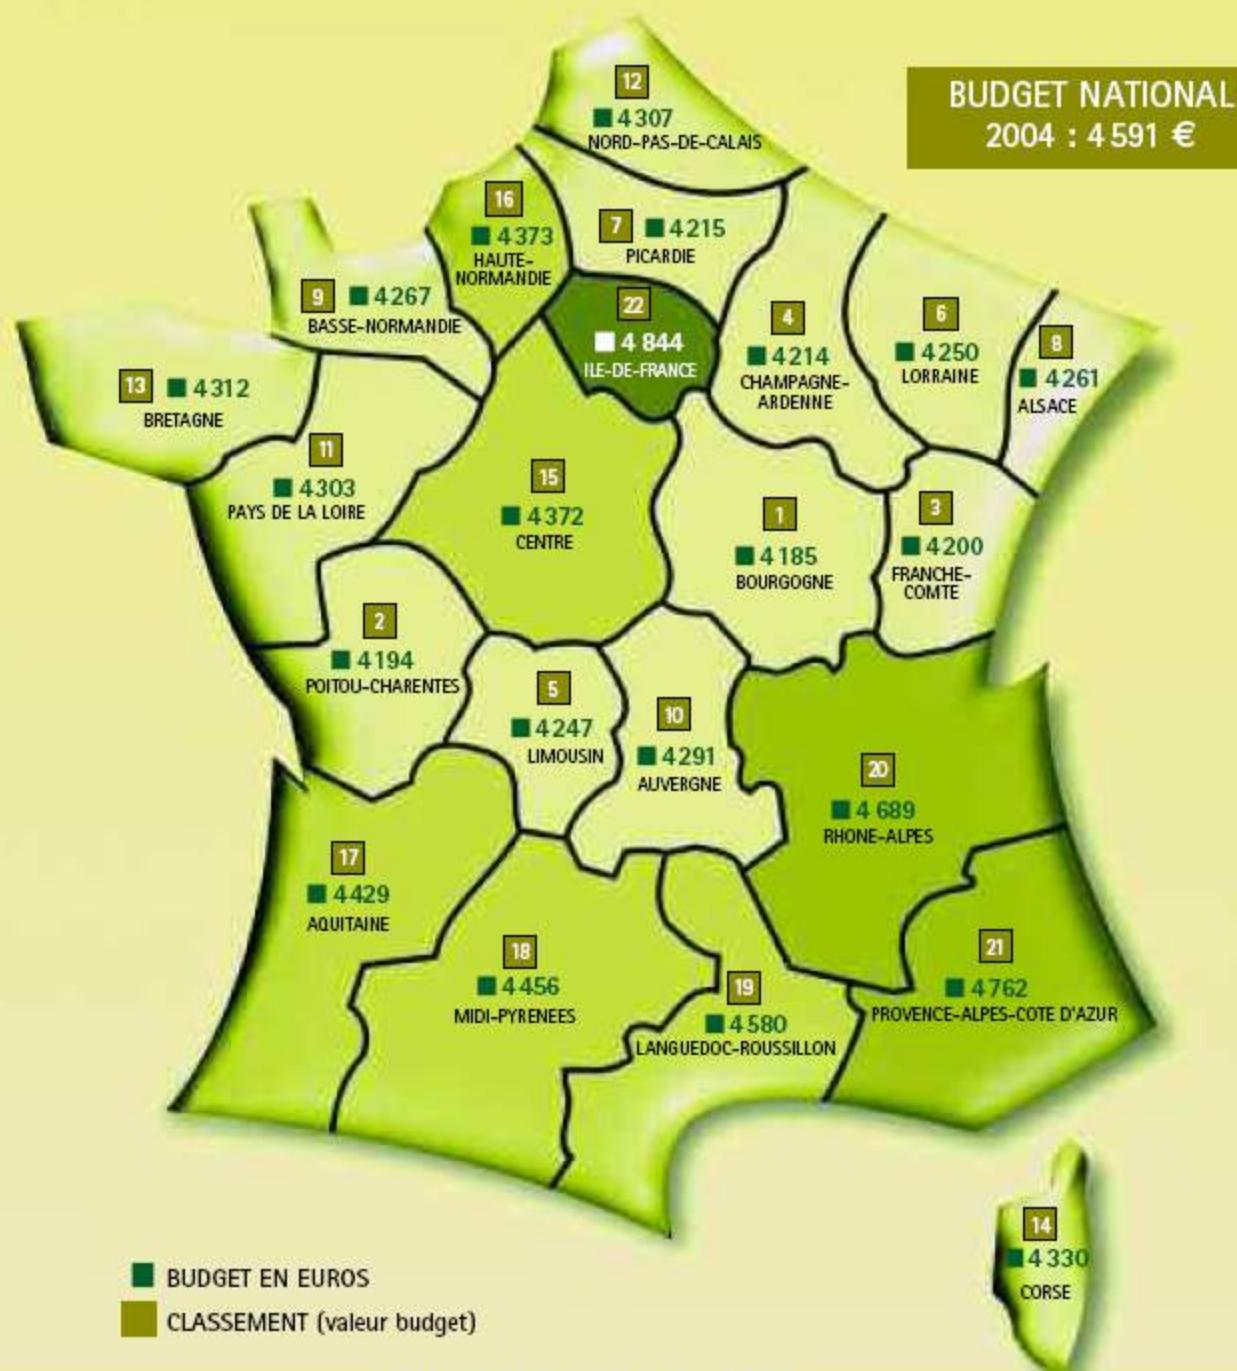 BUDGET NATIONAL
2004 : 4 591 €
12
4 307
NORD-PAS-DE-CALAIS
16
4 373
HAUTE-
NORMANDIE
7 4 215
PICARDIE
9 4 267
BASSE-NORMANDIE
22
4 844
ILE-DE-FRANCE
4
4 214
CHAMPAGNE-
ARDENNE
6
4 250
LORRAINE
8
4 261
ALSACE
13 4 312
BRETAGNE
11
4 303
PAYS DE LA LOIRE
15
4 372
CENTRE
1
4 185
BOURGOGNE
3
4 200
FRANCHE-
COMTE
2
4 194
POITOU-CHARENTES
5
4 247
LIMOUSIN
10
4 291
AUVERGNE
20
4 689
RHONE-ALPES
17
4 429
AQUITAINE
18
4 456
MIDI-PYRENEES
19
4 580
LANGUEDOC-ROUSSILLON
21
4 762
PROVENCE-ALPES-COTE D'AZUR
14
4 330
CORSE
BUDGET EN EUROS
CLASSEMENT (valeur budget)